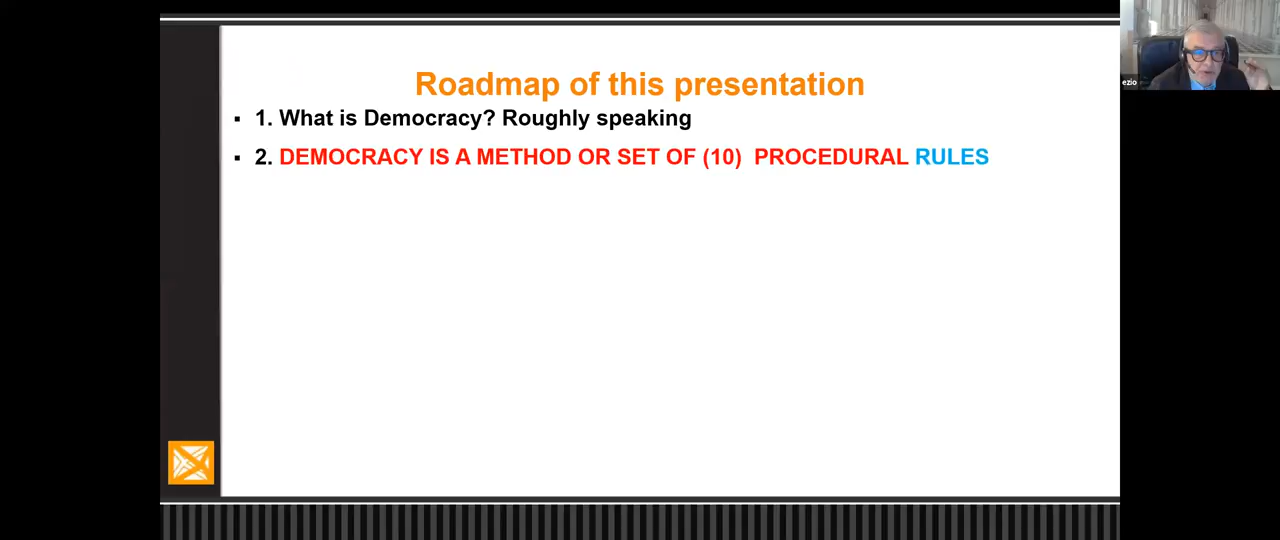 Roadmap of this presentation
▪ 1. What is Democracy? Roughly speaking
▪ 2. DEMOCRACY IS A METHOD OR SET OF (10)  PROCEDURAL RULES
ezio